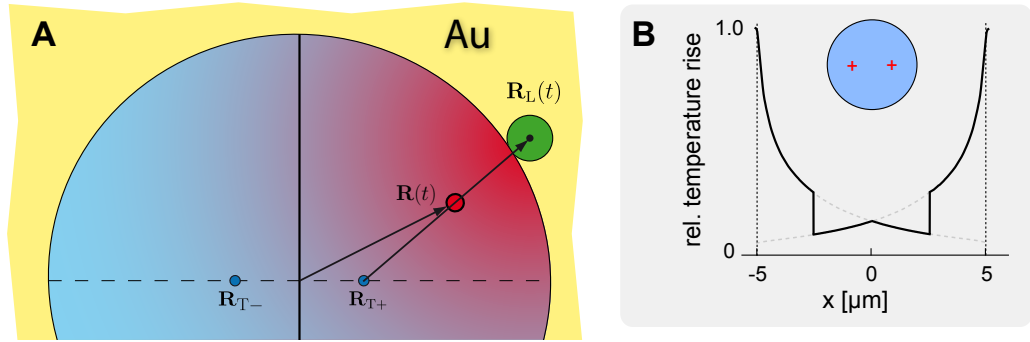 A
Au
R_L(t)
R(t)
R_T−
R_T+
B
rel. temperature rise
1.0
0
-5
0
5
x [µm]